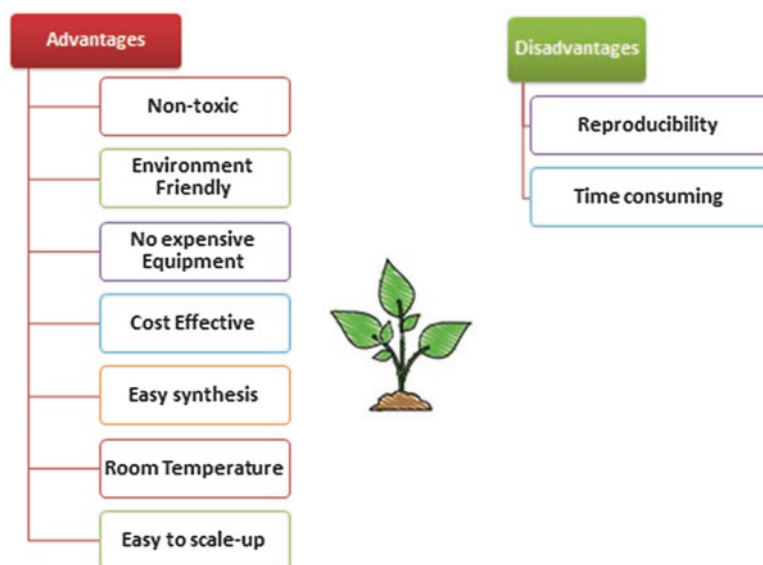 Advantages
Non-toxic
Environment
Friendly
No expensive
Equipment
Cost Effective
Easy synthesis
Room Temperature
Easy to scale-up
Disadvantages
Reproducibility
Time consuming